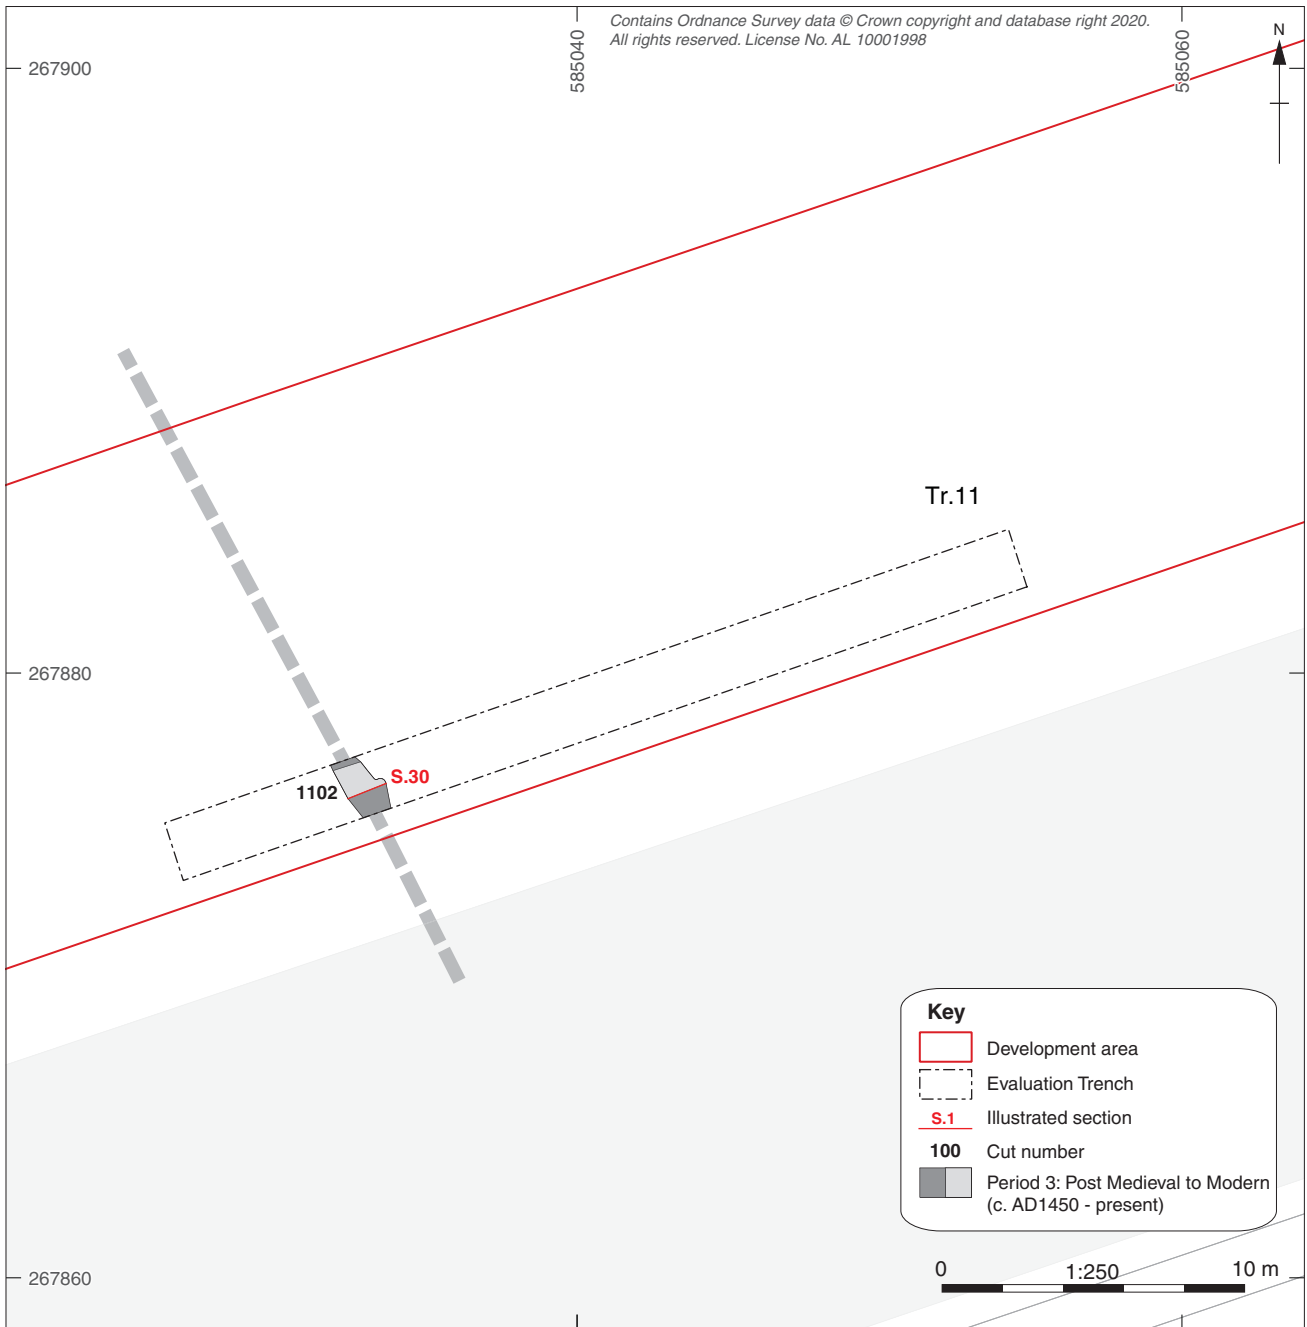 Contains Ordnance Survey data © Crown copyright and database right 2020.
All rights reserved. License No. AL 10001998
585040
585060
N
267900
Tr.11
267880
S.30
1102
Key
Development area
Evaluation Trench
S.1 Illustrated section
100 Cut number
Period 3: Post Medieval to Modern
(c. AD1450 - present)
267860
0 1:250 10 m